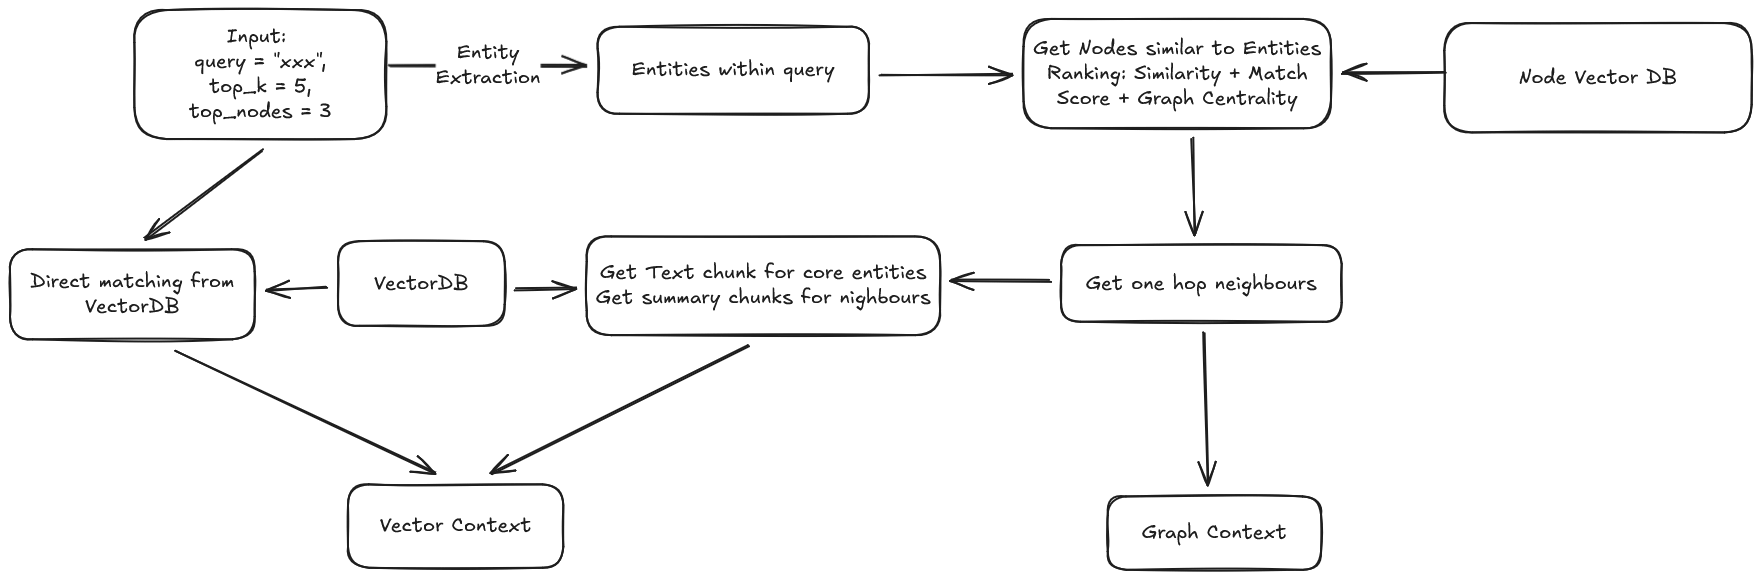 Input:
query = "xxx",
top_k = 5,
top_nodes = 3
Entity
Extraction
Entities within query
Get Nodes similar to Entities
Ranking: Similarity + Match
Score + Graph Centrality
Node Vector DB
Direct matching from
VectorDB
VectorDB
Get Text chunk for core entities
Get summary chunks for nighbours
Get one hop neighbours
Vector Context
Graph Context